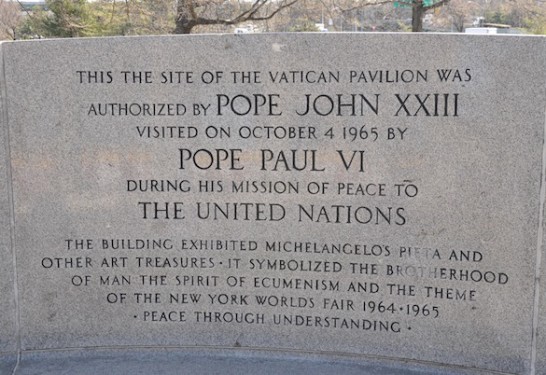 THIS THE SITE OF THE VATICAN PAVILION WAS
AUTHORIZED BY POPE JOHN XXIII
VISITED ON OCTOBER 4 1965 BY
POPE PAUL VI
DURING HIS MISSION OF PEACE TO
THE UNITED NATIONS
THE BUILDING EXHIBITED MICHELANGELO'S PIETA AND
OTHER ART TREASURES · IT SYMBOLIZED THE BROTHERHOOD
OF MAN THE SPIRIT OF ECUMENISM AND THE THEME
OF THE NEW YORK WORLDS FAIR 1964 · 1965
· PEACE THROUGH UNDERSTANDING ·